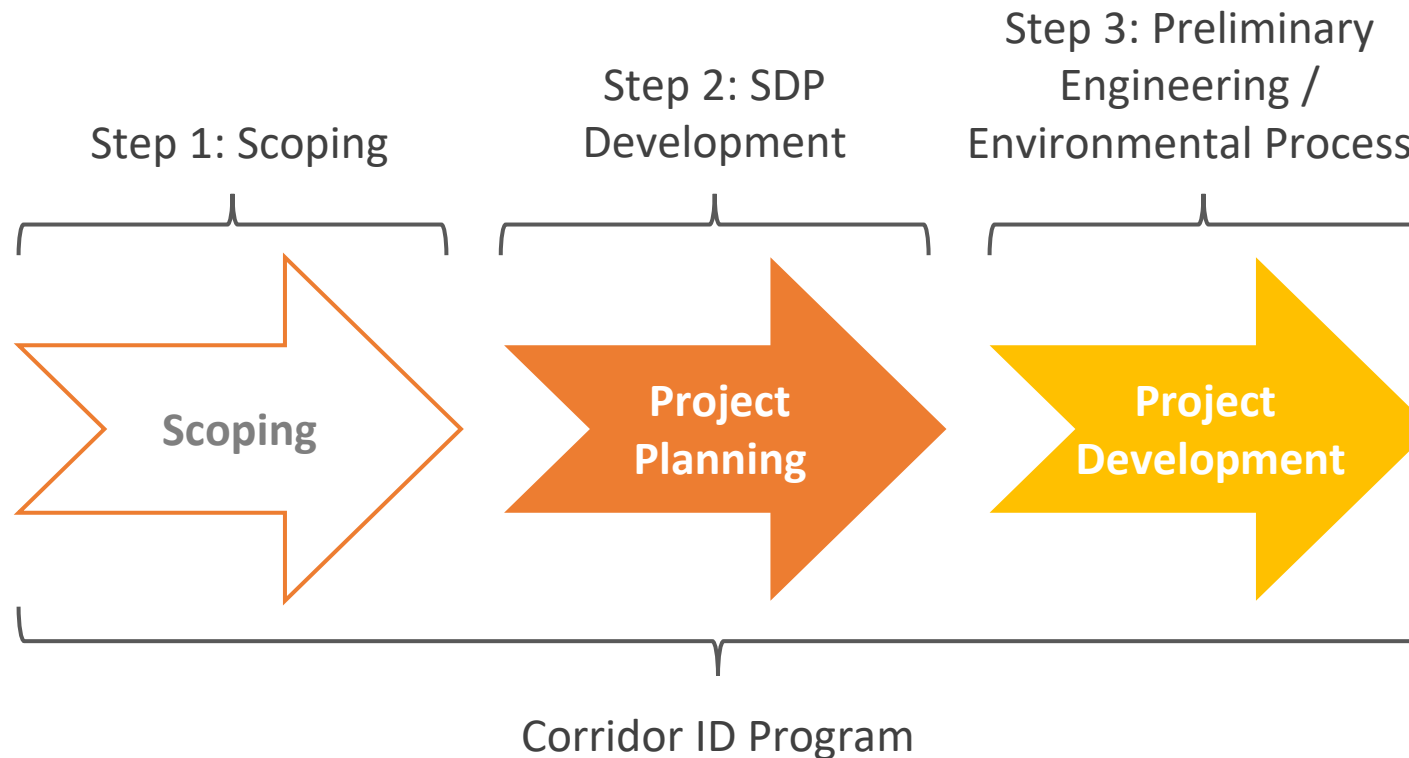 Step 1: Scoping
Step 2: SDP
Development
Step 3: Preliminary
Engineering /
Environmental Process
Scoping
Project
Planning
Project
Development
Corridor ID Program